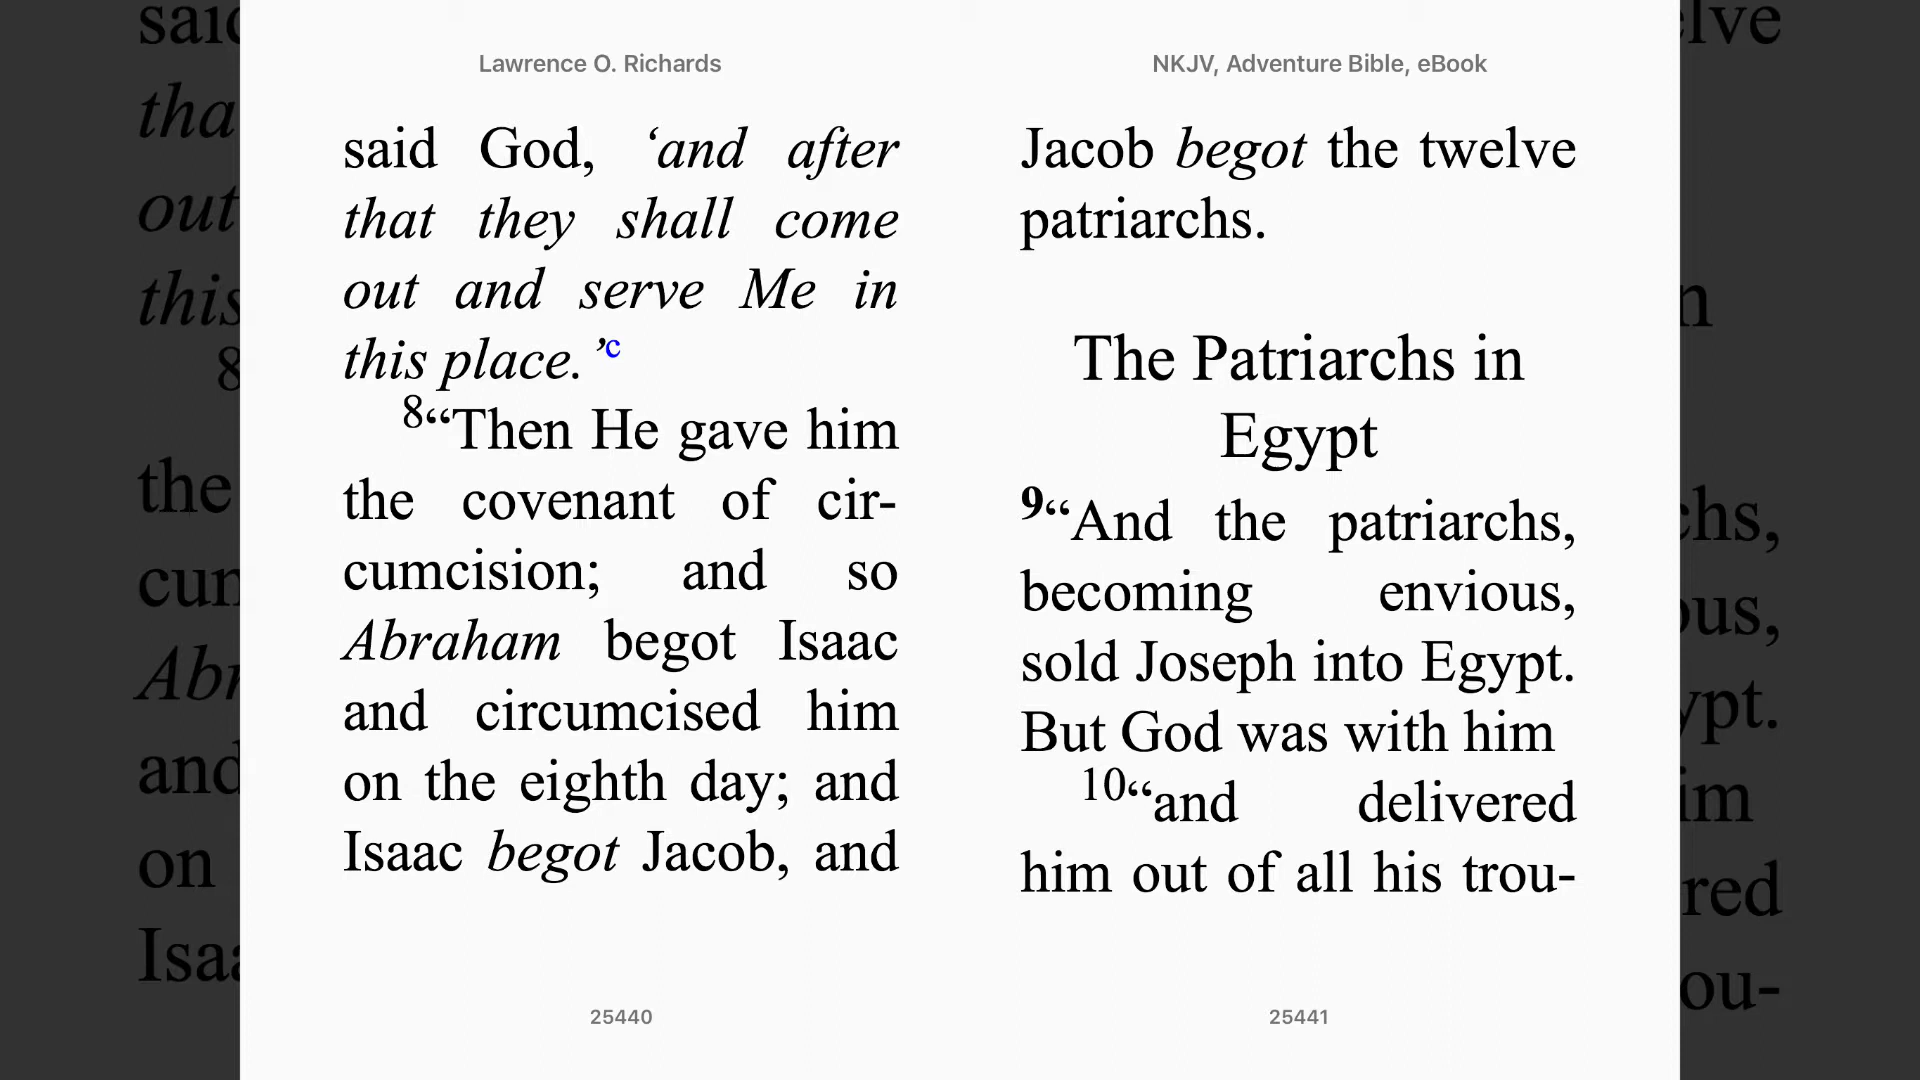 Lawrence O. Richards
said God, ‘and after
that they shall come
out and serve Me in
this place.’c
8“Then He gave him
the covenant of cir-
cumcision; and so
Abraham begot Isaac
and circumcised him
on the eighth day; and
Isaac begot Jacob, and
25440
NKJV, Adventure Bible, eBook
Jacob begot the twelve
patriarchs.
The Patriarchs in
Egypt
9“And the patriarchs,
becoming envious,
sold Joseph into Egypt.
But God was with him
10“and delivered
him out of all his trou-
25441